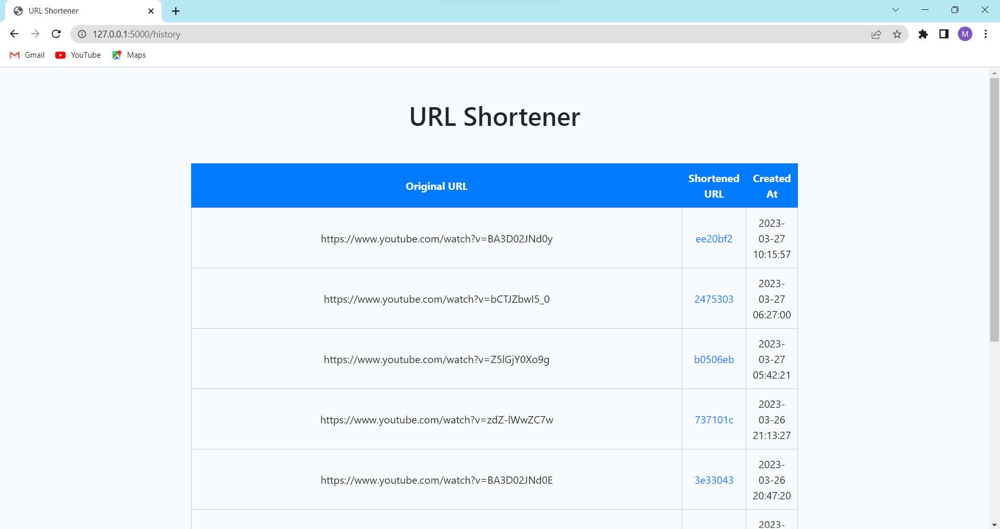 URL Shortener
127.0.0.1:5000/history
M
Gmail YouTube Maps
URL Shortener
Original URL Shortened URL Created At
https://www.youtube.com/watch?v=BA3D02JNd0y ee20bf2 2023-03-27 10:15:57
https://www.youtube.com/watch?v=bCTJZbwI5_0 2475303 2023-03-27 06:27:00
https://www.youtube.com/watch?v=Z5lGjY0Xo9g b0506eb 2023-03-27 05:42:21
https://www.youtube.com/watch?v=zdZ-lWwZC7w 737101c 2023-03-26 21:13:27
https://www.youtube.com/watch?v=BA3D02JNd0E 3e33043 2023-03-26 20:47:20
2023-